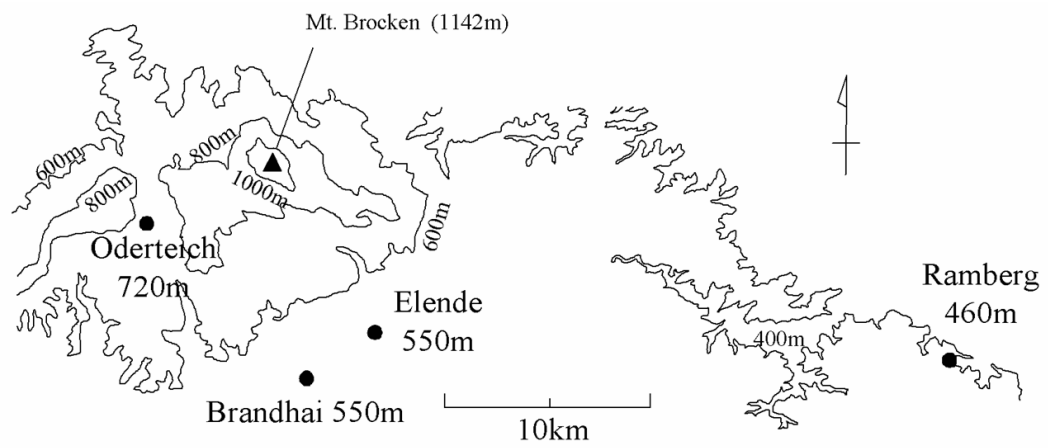 Mt. Brocken (1142m)
600m
800m
800m
1000m
600m
Oderteich
720m
Elende
550m
Brandhai 550m
10km
400m
Ramberg
460m